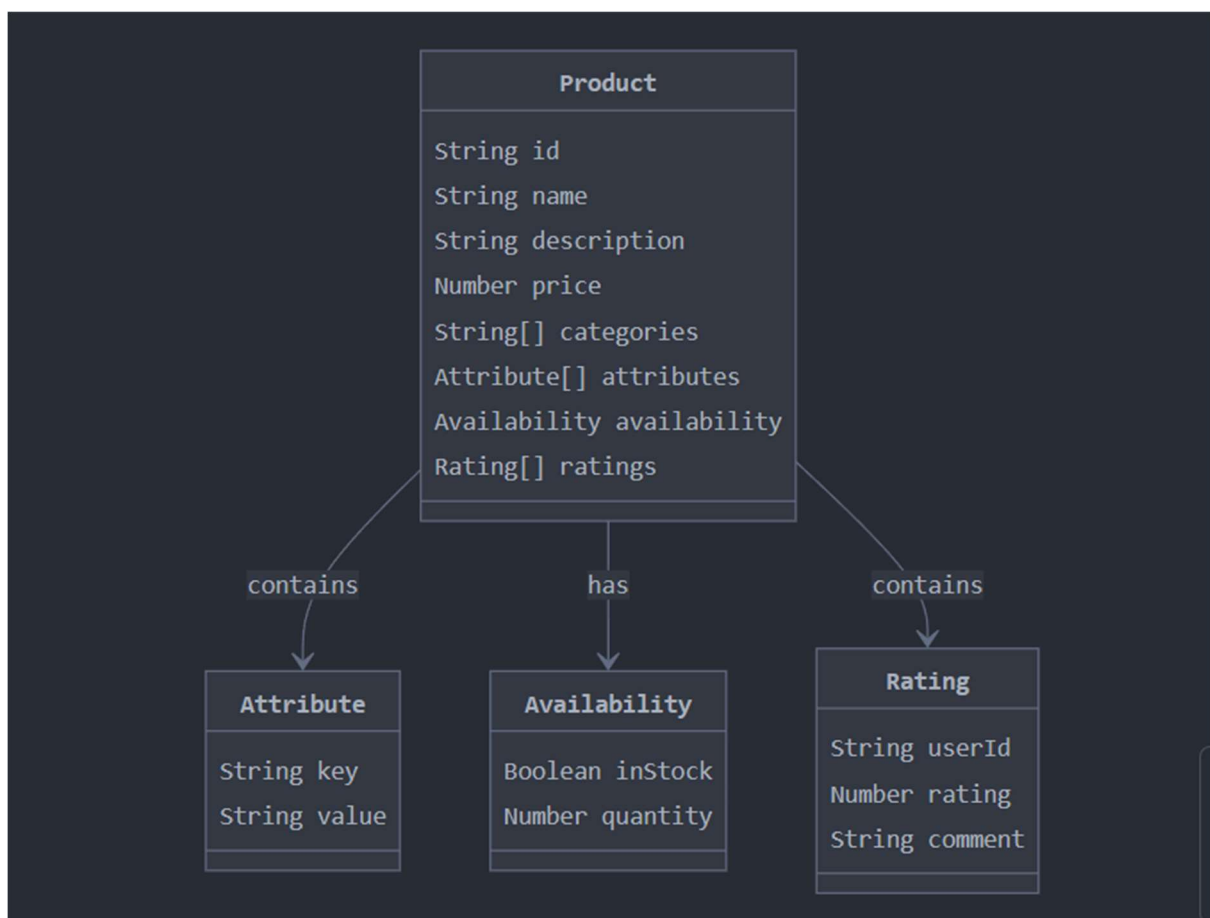 Product
String id
String name
String description
Number price
String[] categories
Attribute[] attributes
Availability availability
Rating[] ratings
contains
has
contains
Attribute
String key
String value
Availability
Boolean inStock
Number quantity
Rating
String userId
Number rating
String comment